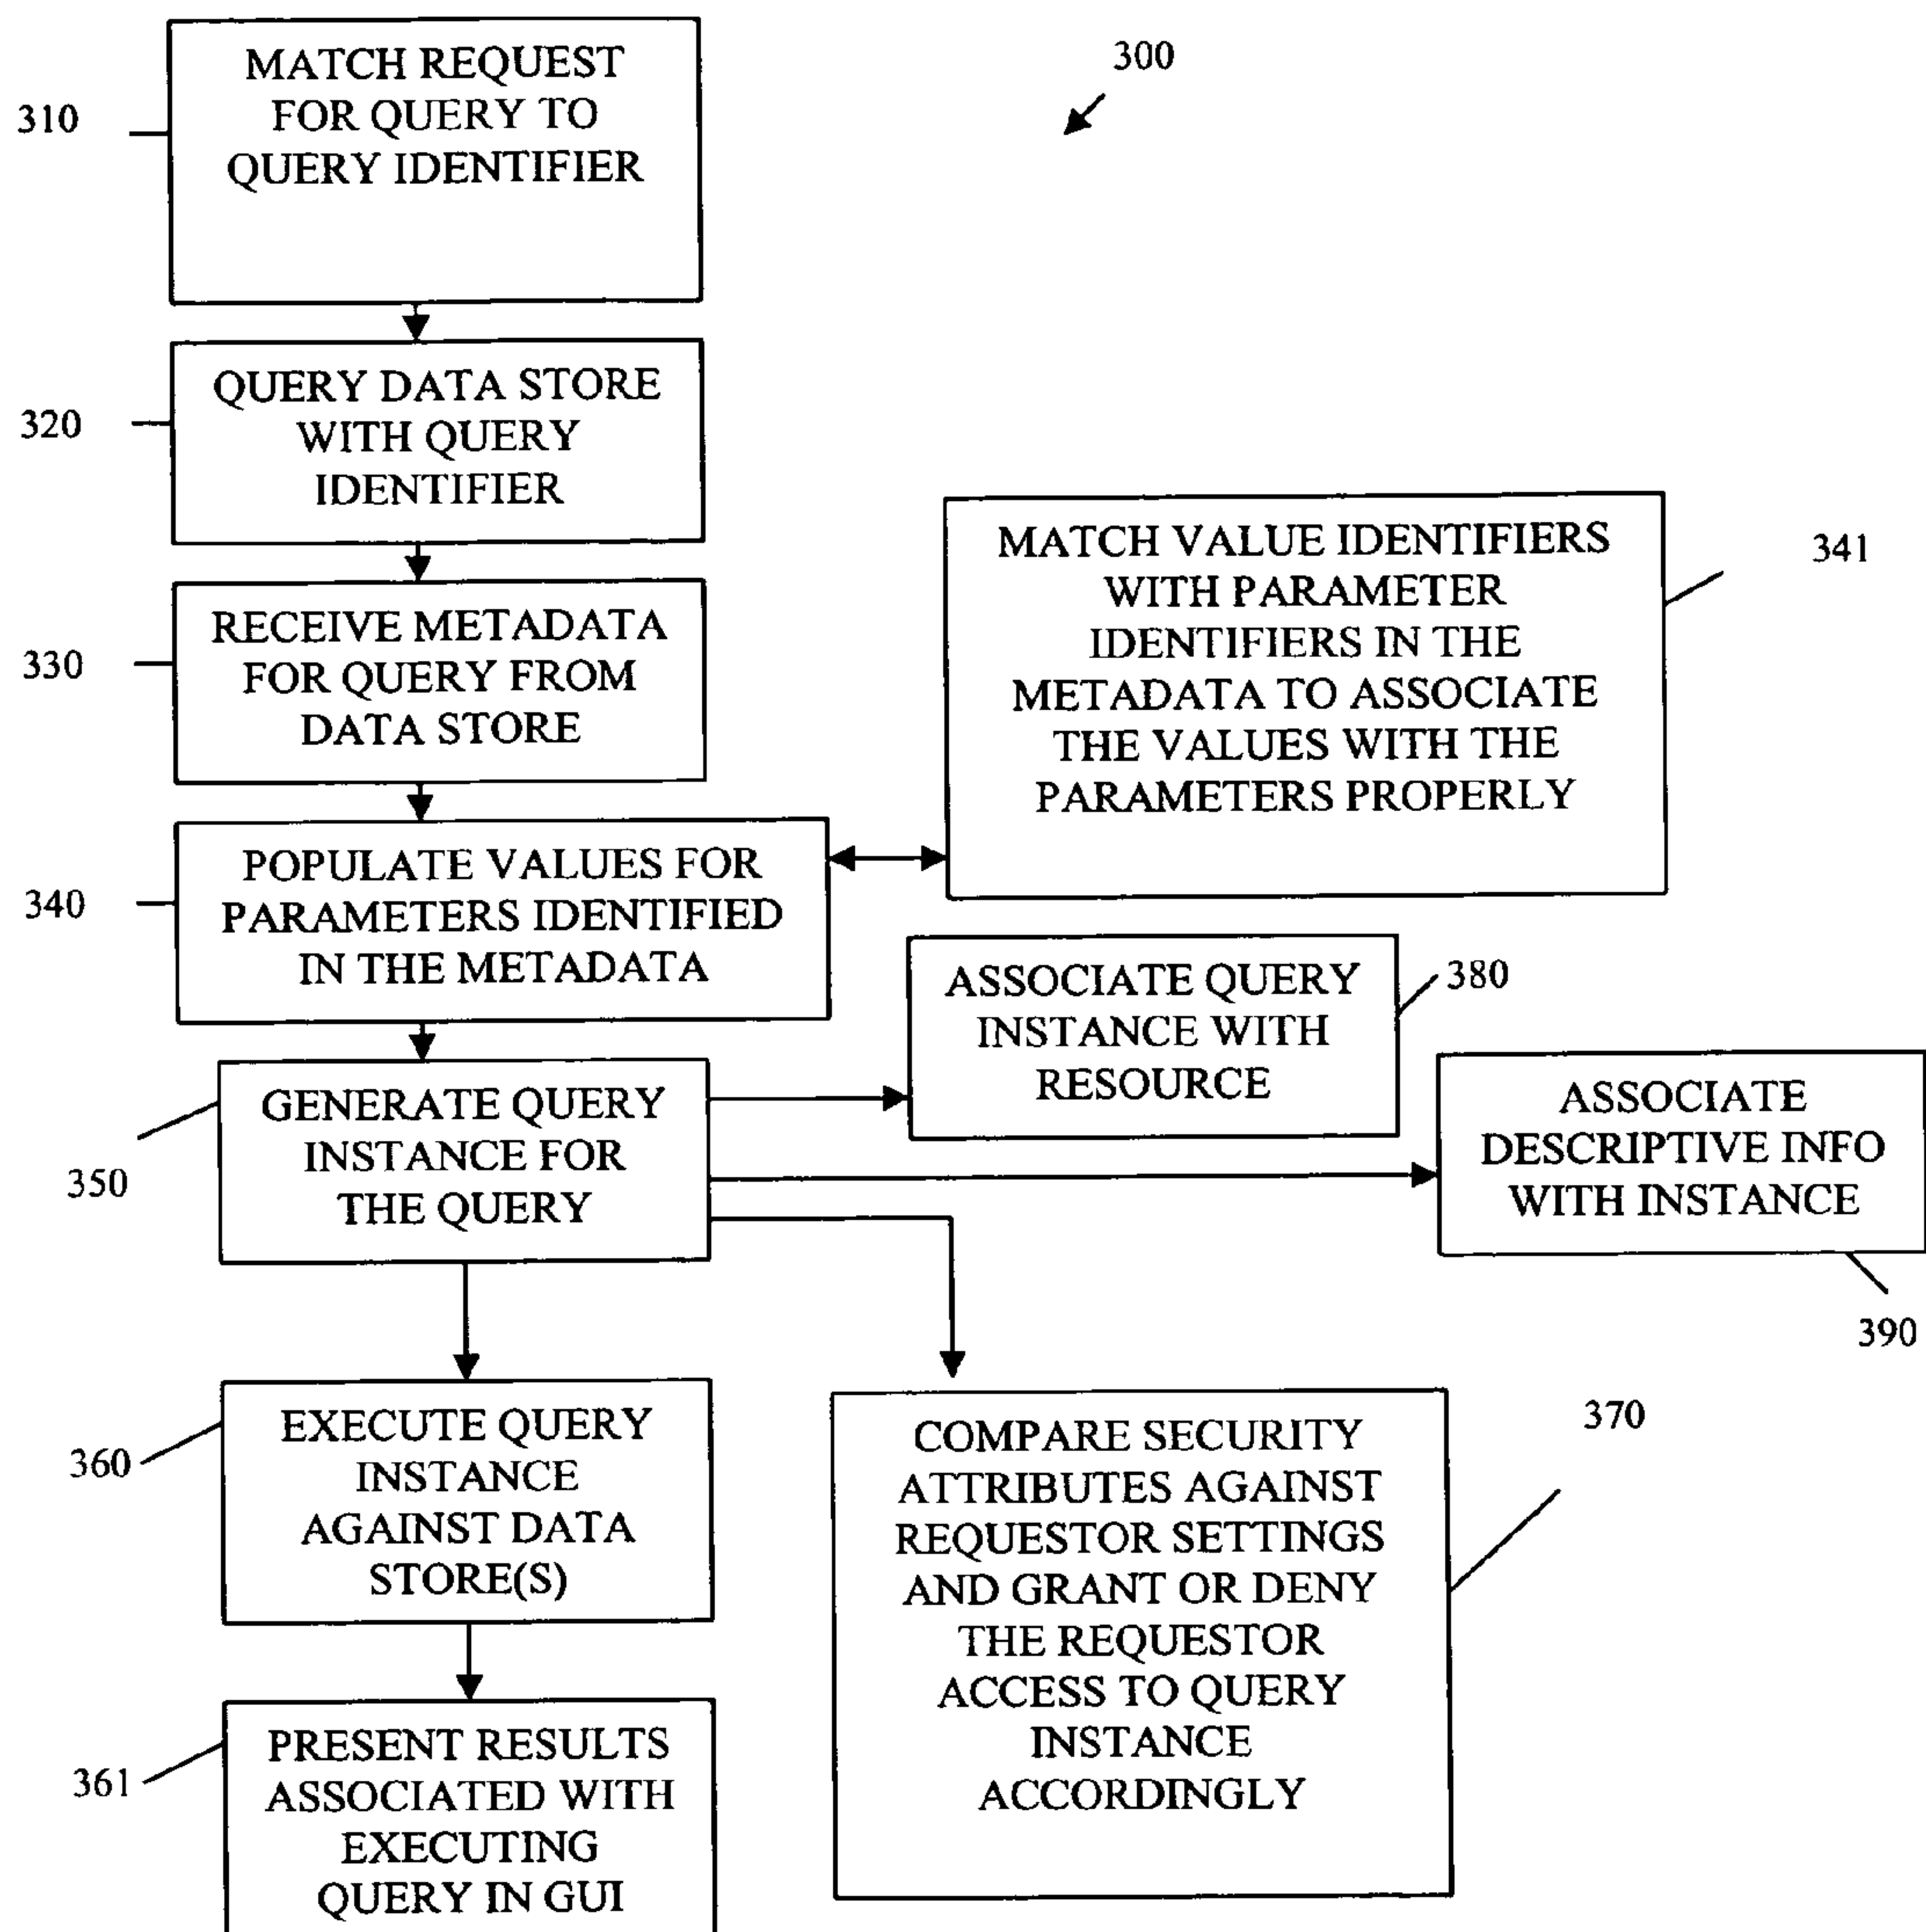 MATCH REQUEST
FOR QUERY TO
QUERY IDENTIFIER
310
300
QUERY DATA STORE
WITH QUERY
IDENTIFIER
320
RECEIVE METADATA
FOR QUERY FROM
DATA STORE
330
MATCH VALUE IDENTIFIERS
WITH PARAMETER
IDENTIFIERS IN THE
METADATA TO ASSOCIATE
THE VALUES WITH THE
PARAMETERS PROPERLY
341
POPULATE VALUES FOR
PARAMETERS IDENTIFIED
IN THE METADATA
340
ASSOCIATE QUERY
INSTANCE WITH
RESOURCE
380
GENERATE QUERY
INSTANCE FOR
THE QUERY
350
ASSOCIATE
DESCRIPTIVE INFO
WITH INSTANCE
390
EXECUTE QUERY
INSTANCE
AGAINST DATA
STORE(S)
360
COMPARE SECURITY
ATTRIBUTES AGAINST
REQUESTOR SETTINGS
AND GRANT OR DENY
THE REQUESTOR
ACCESS TO QUERY
INSTANCE
ACCORDINGLY
370
PRESENT RESULTS
ASSOCIATED WITH
EXECUTING
QUERY IN GUI
361